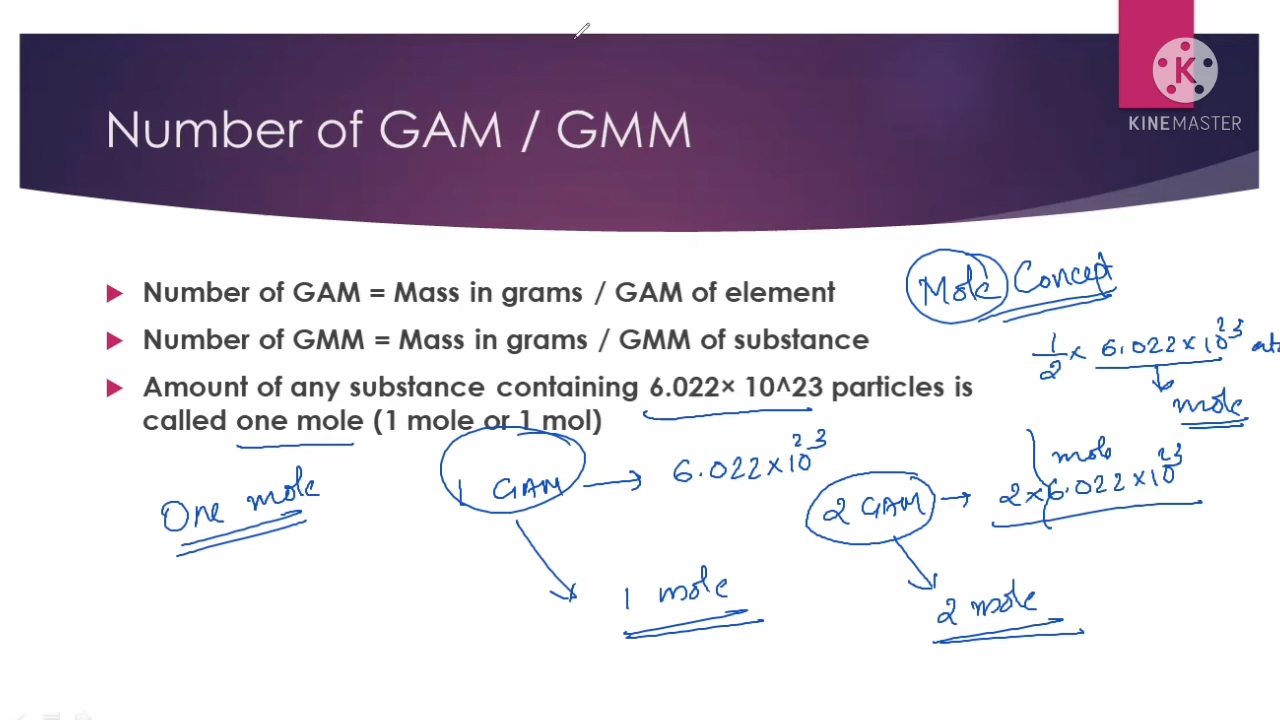 Number of GAM / GMM
K
KINEMASTER
Number of GAM = Mass in grams / GAM of element
Number of GMM = Mass in grams / GMM of substance
Amount of any substance containing 6.022× 10^23 particles is
called one mole (1 mole or 1 mol)
Mole Concept
1/2 × 6.022×10^23
mole
One mole
1 GAM → 6.022×10^23
1 mole
mole
2 GAM → 2×6.022×10^23
2 mole